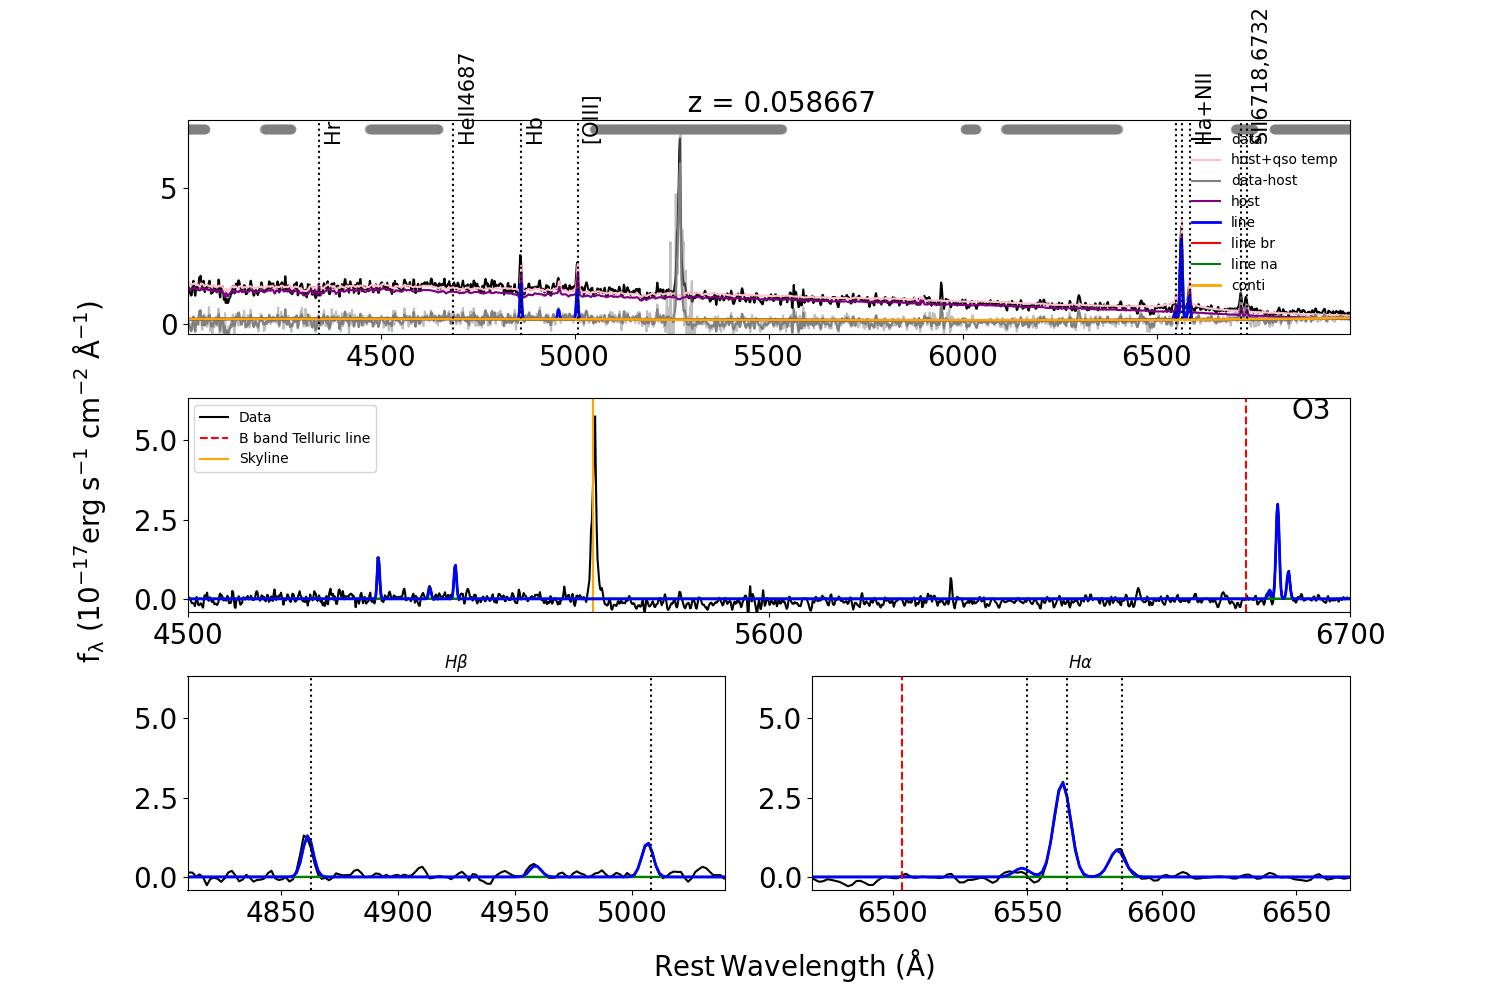 z = 0.058667
Hr
HeII4687
Hb
[OIII]
Ha+NII
SII6718,6732
data
host+qso temp
data-host
host
line
line br
line na
conti
5
0
4500
5000
5500
6000
6500
fλ (10⁻¹⁷erg s⁻¹ cm⁻² Å⁻¹)
Data
B band Telluric line
Skyline
O3
5.0
2.5
0.0
4500
5600
6700
Hβ
5.0
2.5
0.0
4850
4900
4950
5000
Hα
5.0
2.5
0.0
6500
6550
6600
6650
Rest Wavelength (Å)